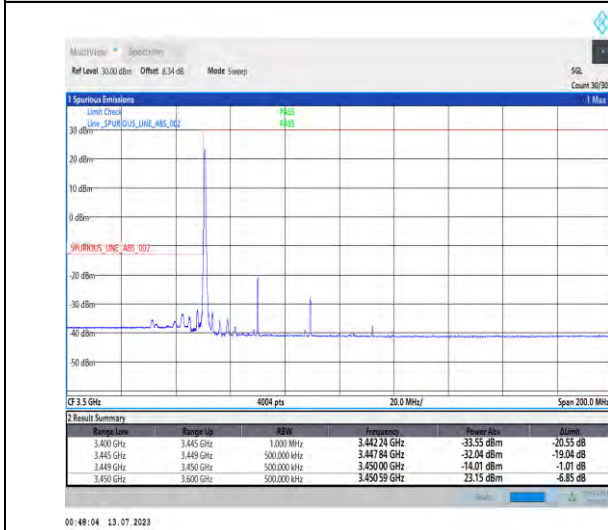 MultiView Spectrum
Ref Level 30.00 dBm Offset 8.34 dB Mode Sweep SGL
Count 30/30
1 Spurious Emissions 1 Max
Limit Check PASS
Line _SPURIOUS_LINE_ABS_002 PASS
30 dBm
20 dBm
10 dBm
0 dBm
SPURIOUS_LINE_ABS_002
-20 dBm
-30 dBm
-40 dBm
-50 dBm
CF 3.5 GHz 4004 pts 20.0 MHz/ Span 200.0 MHz
2 Result Summary
Range Low Range Up RBW Frequency Power Abs ΔLimit
3.400 GHz 3.445 GHz 1.000 MHz 3.442 24 GHz -33.55 dBm -20.55 dB
3.445 GHz 3.449 GHz 500.000 kHz 3.447 84 GHz -32.04 dBm -19.04 dB
3.449 GHz 3.450 GHz 500.000 kHz 3.450 00 GHz -14.01 dBm -1.01 dB
3.450 GHz 3.600 GHz 500.000 kHz 3.450 59 GHz 23.15 dBm -6.85 dB
Ready
00:48:04 13.07.2023